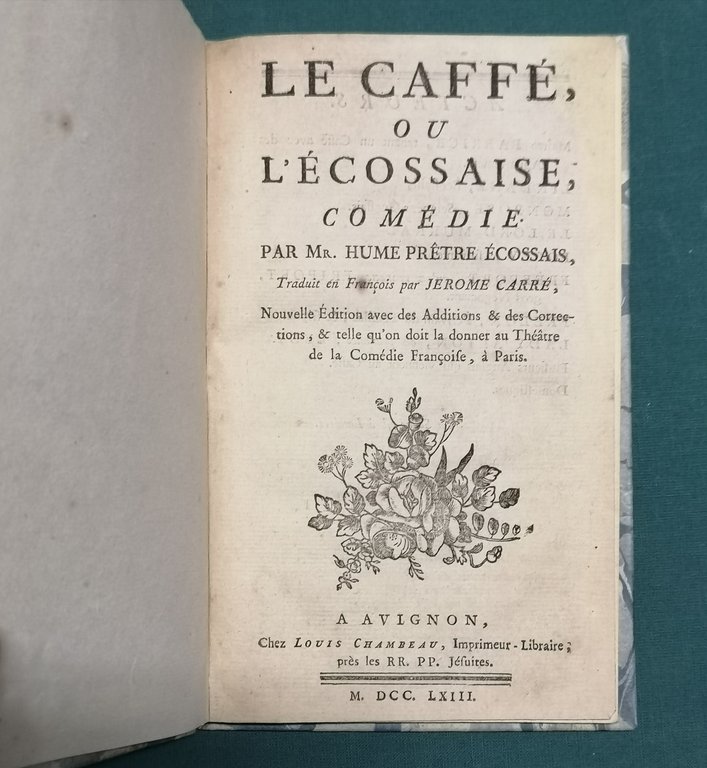 LE CAFFÉ,
OU
L'ÉCOSSAISE,
COMÉDIE.
PAR MR. HUME PRÊTRE ÉCOSSAIS,
Traduit en François par JEROME CARRÉ,
Nouvelle Édition avec des Additions & des Correc-
tions, & telle qu'on doit la donner au Théâtre
de la Comédie Françoiſe, à Paris.
A AVIGNON,
Chez LOUIS CHAMBEAU, Imprimeur-Libraire;
près les RR. PP. Jéſuites.
M. DCC. LXIII.